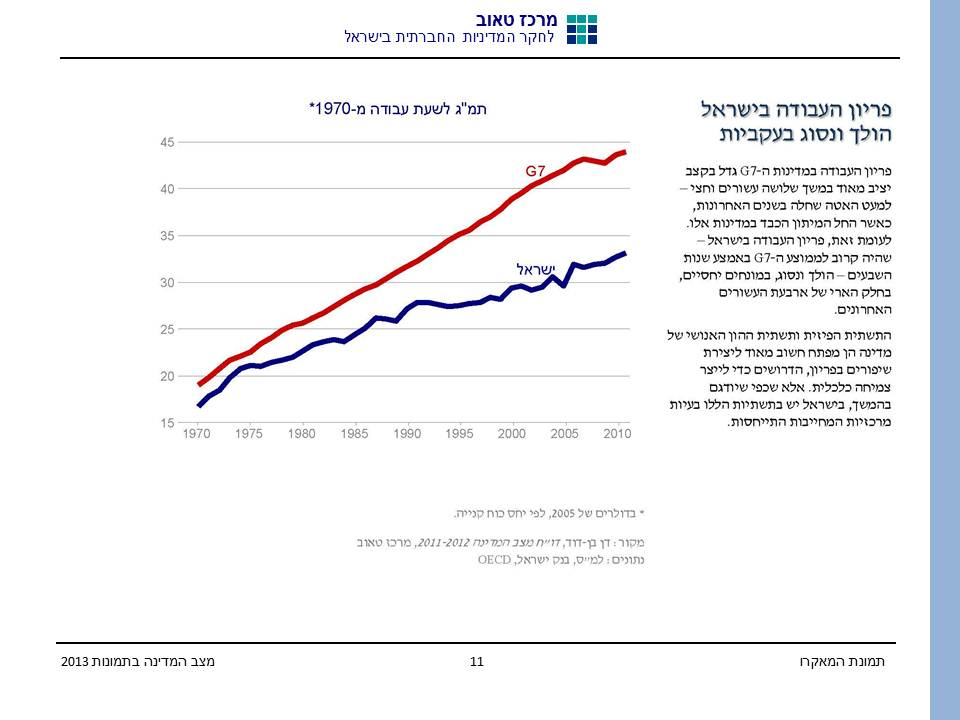 מרכז טאוב
לחקר המדיניות החברתית בישראל
פריון העבודה בישראל
הולך ונסוג בעקביות
פריון העבודה במדינות ה-G7 גדל בקצב
יציב מאוד במשך שלושה עשורים וחצי –
למעט האטה שחלה בשנים האחרונות,
כאשר החל המיתון הכבד במדינות אלו.
לעומת זאת, פריון העבודה בישראל –
שהיה קרוב לממוצע ה-G7 באמצע שנות
השבעים – הולך ונסוג, במונחים יחסיים,
בחלק הארי של ארבעת העשורים
האחרונים.
התשתית הפיזית ותשתית ההון האנושי של
מדינה הן מפתח חשוב מאוד ליצירת
שיפורים בפריון, הדרושים כדי לייצר
צמיחה כלכלית. אלא שכפי שיודגם
בהמשך, בישראל יש בתשתיות הללו בעיות
מרכזיות המחייבות התייחסות.
תמ"ג לשעת עבודה מ-1970*
45
40
35
30
25
20
15
G7
ישראל
1970 1975 1980 1985 1990 1995 2000 2005 2010
* בדולרים של 2005, לפי יחס כוח קנייה.
מקור: דן בן-דוד, דו״ח מצב המדינה 2011-2012, מרכז טאוב
נתונים: למ״ס, בנק ישראל, OECD
תמונת המאקרו 11 מצב המדינה בתמונות 2013